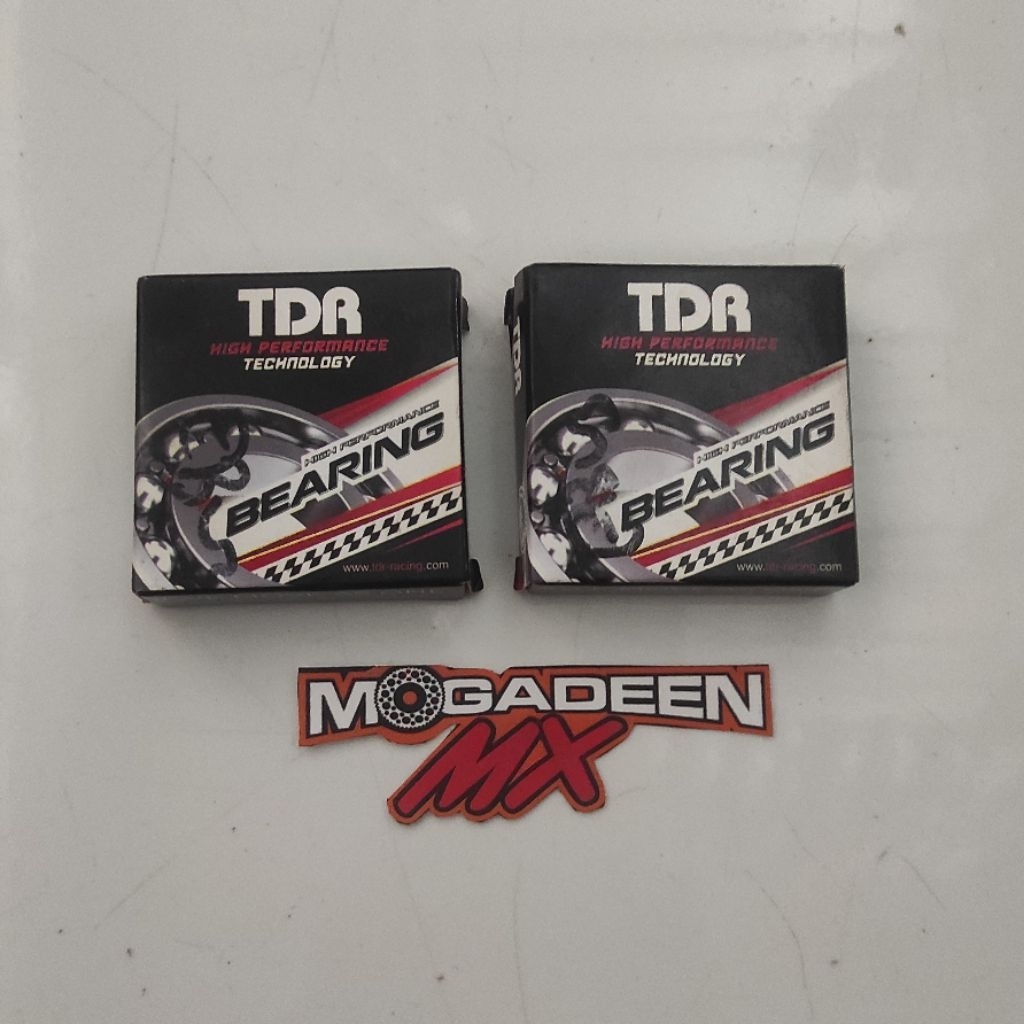 TDR
HIGH PERFORMANCE
TECHNOLOGY
HIGH PERFORMANCE
BEARING
www.tdr-racing.com
TDR
TDR
HIGH PERFORMANCE
TECHNOLOGY
HIGH PERFORMANCE
BEARING
www.tdr-racing.com
MOGADEEN
MX